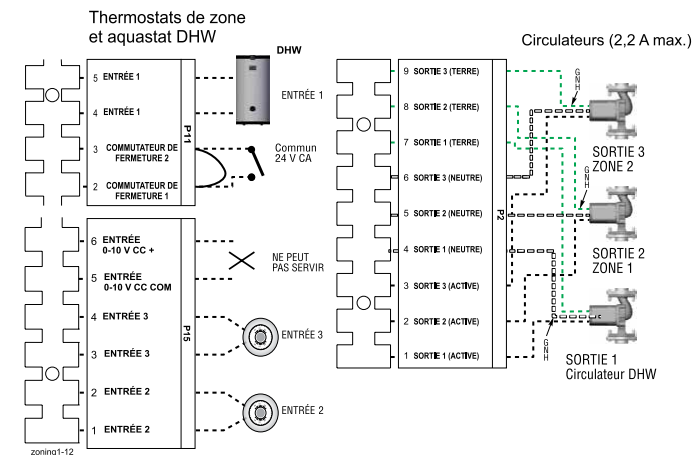 Thermostats de zone
et aquastat DHW
DHW
5 ENTRÉE 1
ENTRÉE 1
4 ENTRÉE 1
P11
3 COMMUTATEUR DE
FERMETURE 2
Commun
24 V CA
2 COMMUTATEUR DE
FERMETURE 1
6 ENTRÉE
0-10 V CC +
NE PEUT
PAS SERVIR
5 ENTRÉE
0-10 V CC COM
4 ENTRÉE 3
P15
ENTRÉE 3
3 ENTRÉE 3
2 ENTRÉE 2
ENTRÉE 2
1 ENTRÉE 2
zoning1-12
Circulateurs (2,2 A max.)
9 SORTIE 3 (TERRE)
8 SORTIE 2 (TERRE)
7 SORTIE 1 (TERRE)
6 SORTIE 3 (NEUTRE)
5 SORTIE 2 (NEUTRE)
P2
4 SORTIE 1 (NEUTRE)
3 SORTIE 3 (ACTIVE)
2 SORTIE 2 (ACTIVE)
1 SORTIE 1 (ACTIVE)
G
N
H
SORTIE 3
ZONE 2
G
N
H
SORTIE 2
ZONE 1
G
N
H
SORTIE 1
Circulateur DHW